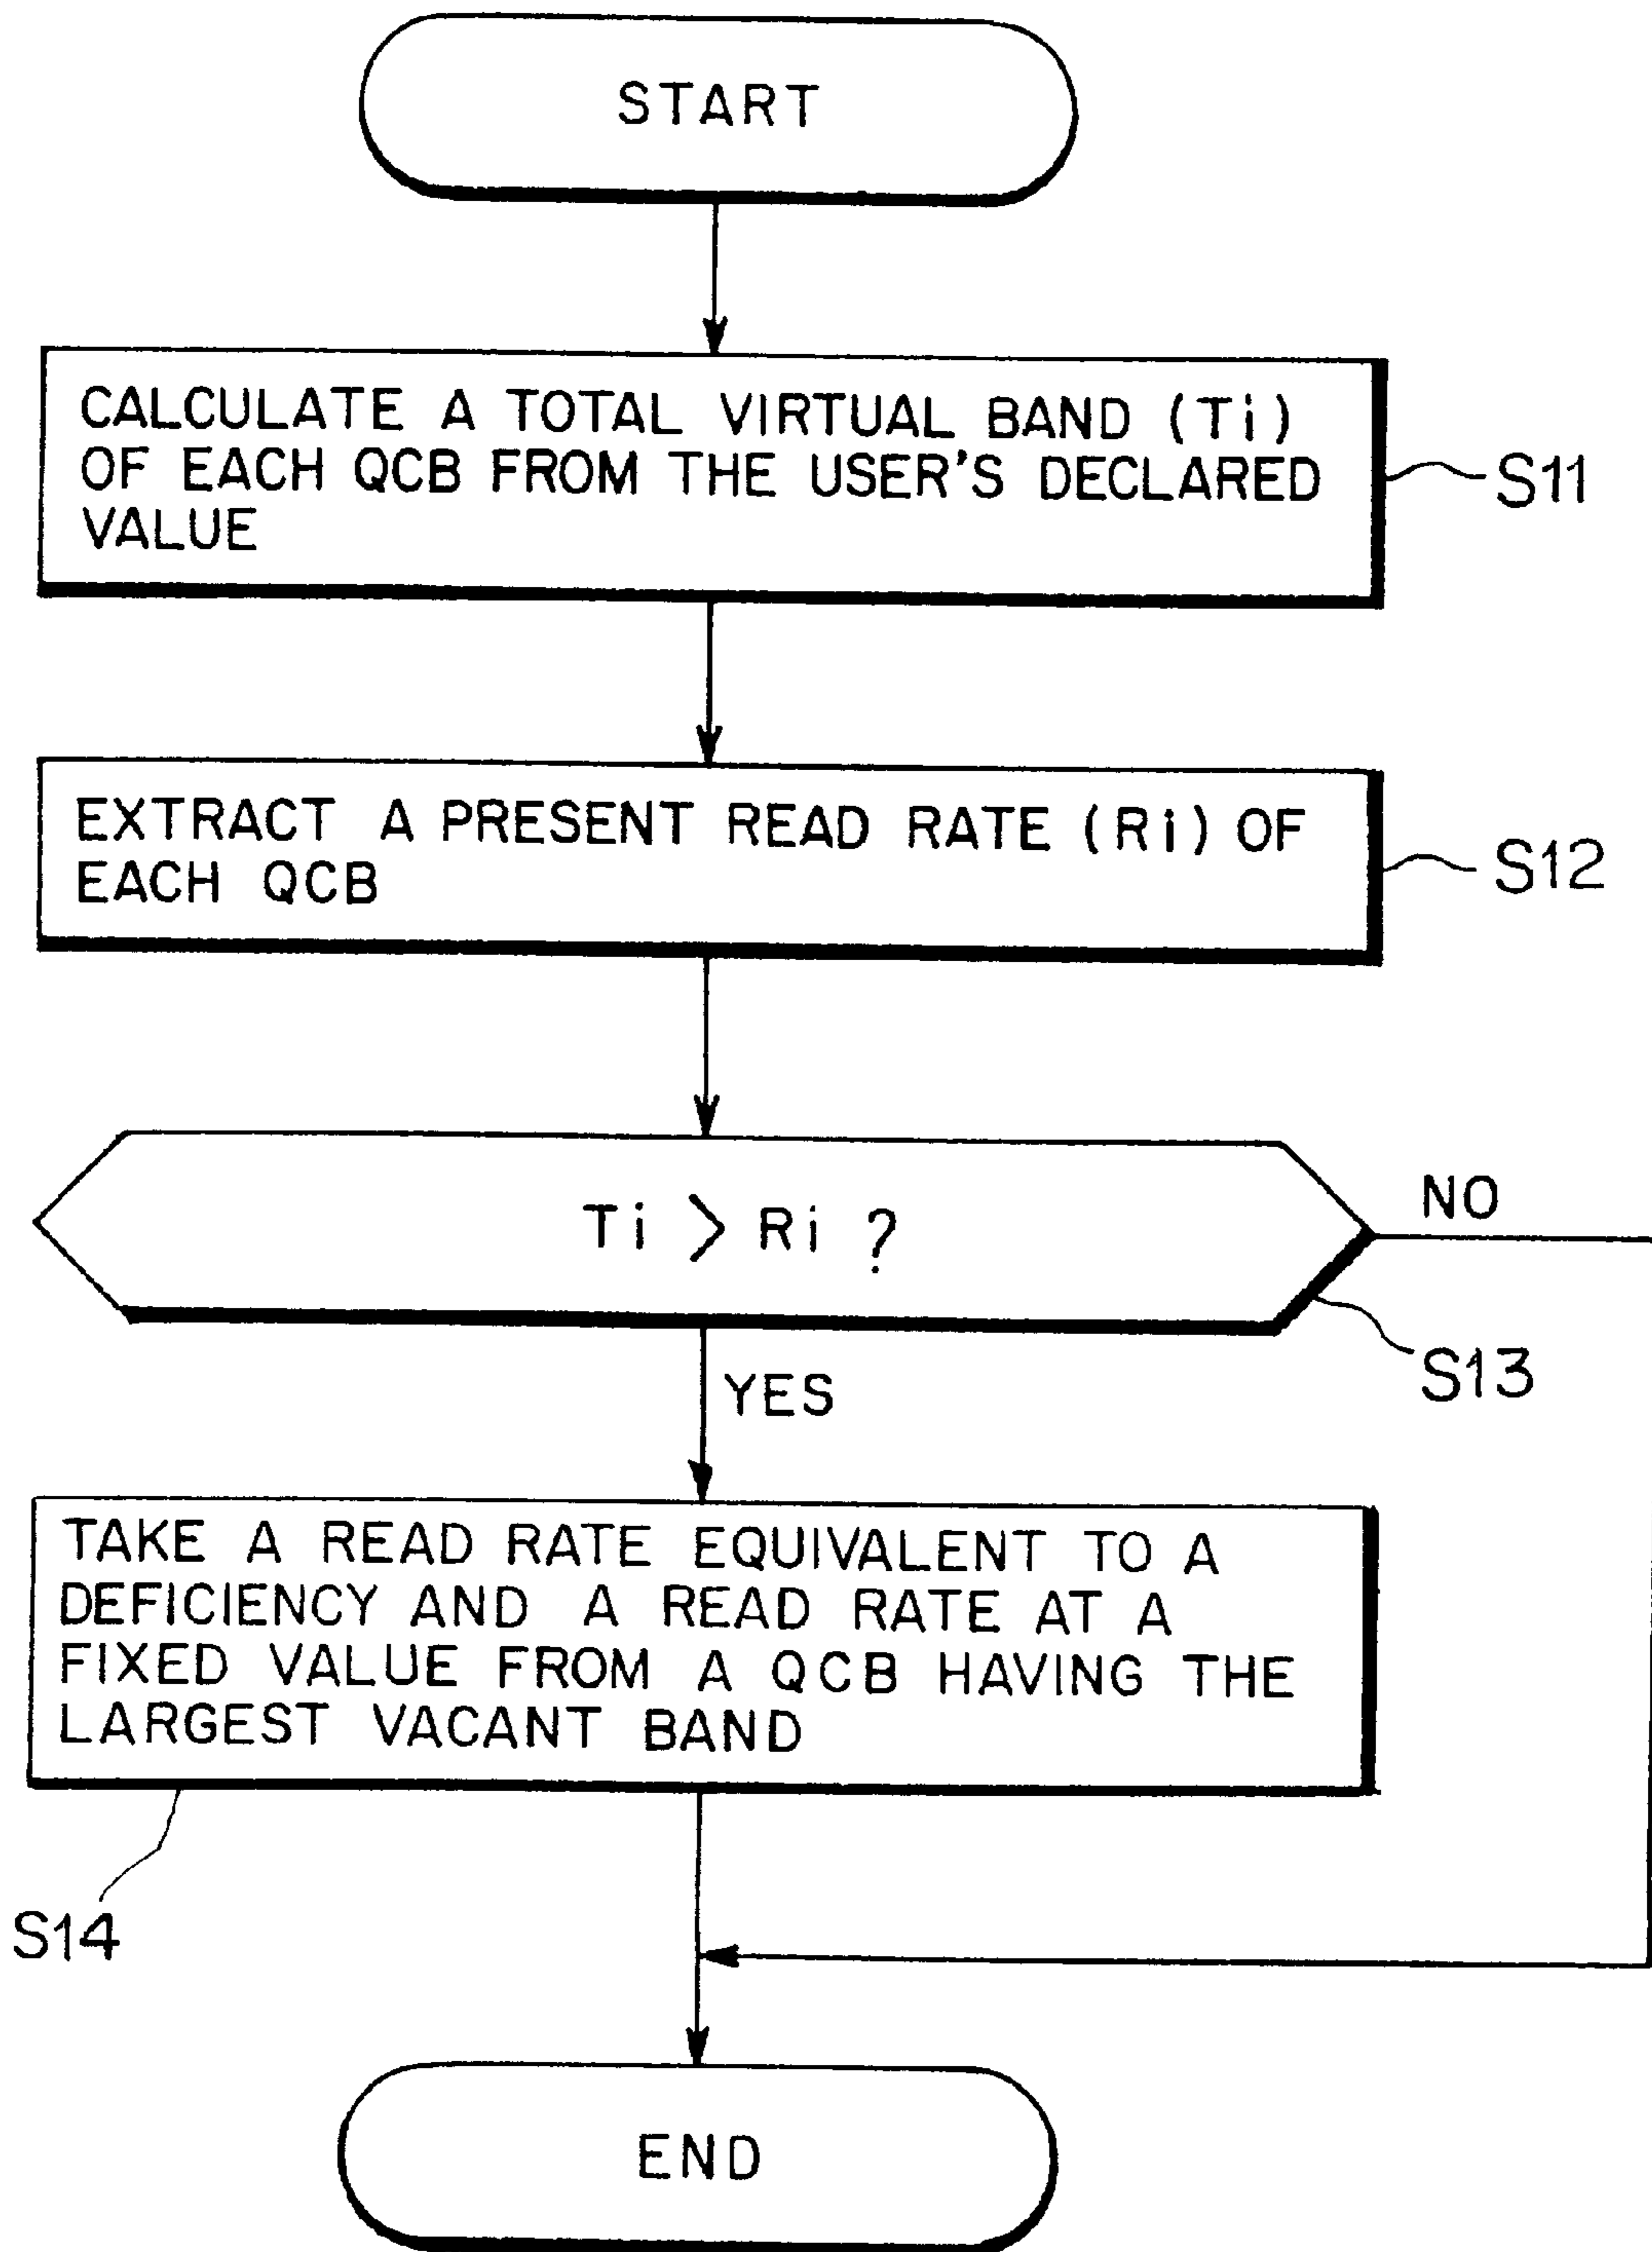 START
CALCULATE A TOTAL VIRTUAL BAND (Ti)
OF EACH QCB FROM THE USER'S DECLARED
VALUE
S11
EXTRACT A PRESENT READ RATE (Ri) OF
EACH QCB
S12
Ti > Ri ?
NO
S13
YES
TAKE A READ RATE EQUIVALENT TO A
DEFICIENCY AND A READ RATE AT A
FIXED VALUE FROM A QCB HAVING THE
LARGEST VACANT BAND
S14
END